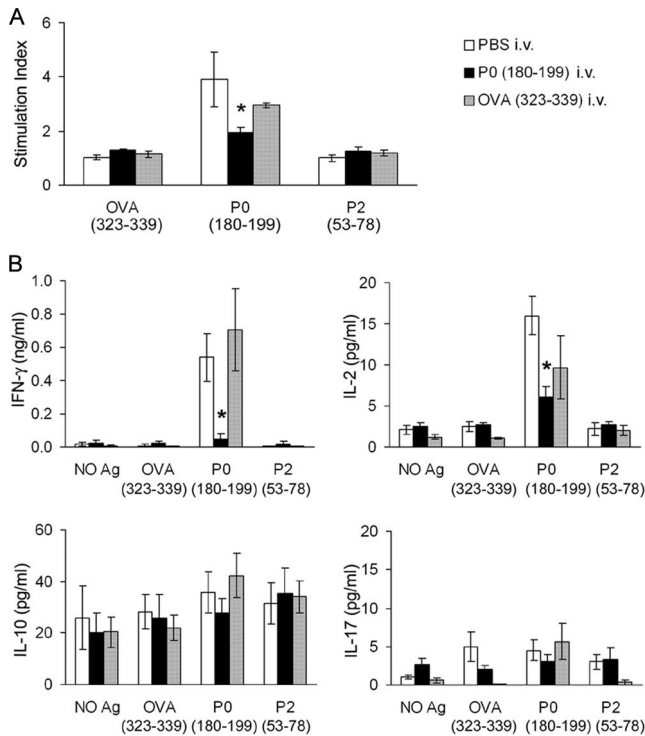 A
Stimulation Index
6
4
2
0
OVA P0 P2
(323-339) (180-199) (53-78)
*
PBS i.v.
P0 (180-199) i.v.
OVA (323-339) i.v.
B
IFN-γ (ng/ml)
1.0
0.8
0.6
0.4
0.2
0.0
*
NO Ag OVA P0 P2
(323-339) (180-199) (53-78)
IL-2 (pg/ml)
20
15
10
5
0
*
NO Ag OVA P0 P2
(323-339) (180-199) (53-78)
IL-10 (pg/ml)
60
40
20
0
NO Ag OVA P0 P2
(323-339) (180-199) (53-78)
IL-17 (pg/ml)
20
15
10
5
0
NO Ag OVA P0 P2
(323-339) (180-199) (53-78)